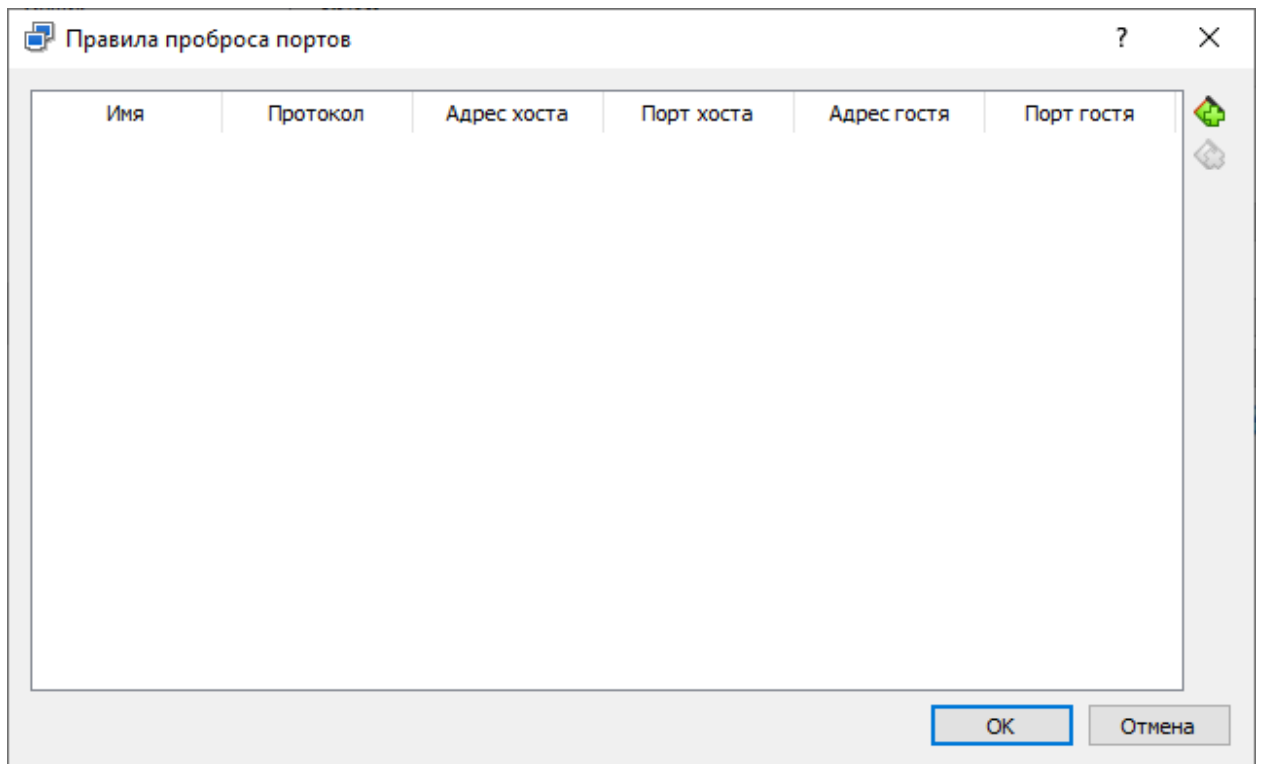 Правила проброса портов ?
Имя Протокол Адрес хоста Порт хоста Адрес гостя Порт гостя
OK Отмена